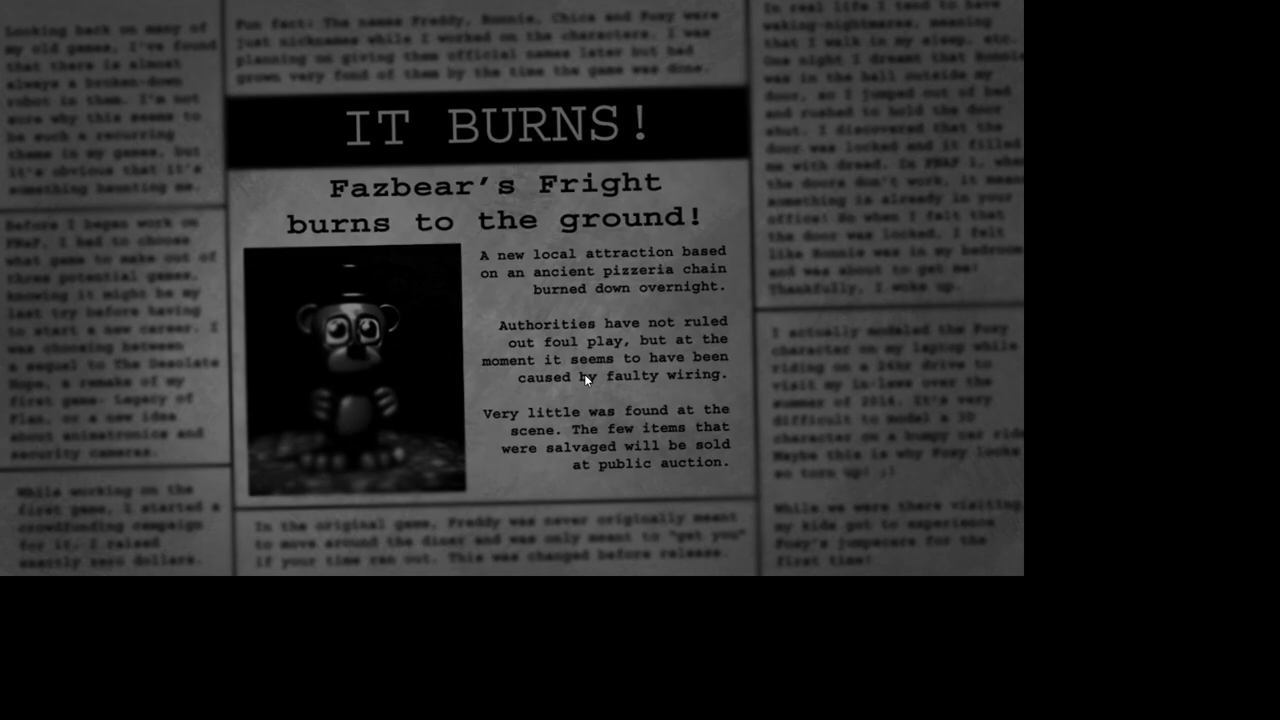 Looking back on many of
my old games, I've found
that there is almost
always a broken-down
robot in them. I'm not
sure why this seems to
be such a recurring
theme in my games, but
it's obvious that it's
something haunting me.
Before I began work on
FNaF, I had to choose
what game to make out of
three potential games,
knowing it might be my
last try before having
to start a new career. I
was choosing between
a sequel to The Desolate
Hope, a remake of my
first game- Legacy of
Flan, or a new idea
about animatronics and
security cameras.
While working on the
first game, I started a
crowdfunding campaign
for it. I raised
exactly zero dollars.
Fun fact: The names Freddy, Bonnie, Chica and Foxy were
just nicknames while I worked on the characters. I was
planning on giving them official names later but had
grown very fond of them by the time the game was done.
IT BURNS!
Fazbear's Fright
burns to the ground!
A new local attraction based
on an ancient pizzeria chain
burned down overnight.
Authorities have not ruled
out foul play, but at the
moment it seems to have been
caused by faulty wiring.
Very little was found at the
scene. The few items that
were salvaged will be sold
at public auction.
In the original game, Freddy was never originally meant
to move around the diner and was only meant to "get you"
if your time ran out. This was changed before release.
In real life I tend to have
waking-nightmares, meaning
that I walk in my sleep, etc.
One night I dreamt that Bonnie
was in the hall outside my
door, so I jumped out of bed
and rushed to hold the door
shut. I discovered that the
door was locked and it filled
me with dread. In FNAF 1, when
the doors don't work, it means
something is already in your
office! So when I felt that
the door was locked, I felt
like Bonnie was in my bedroom
and was about to get me!
Thankfully, I woke up.
I actually modeled the Foxy
character on my laptop while
riding on a 24hr drive to
visit my in-laws over the
summer of 2014. It's very
difficult to model a 3D
character on a bumpy car ride
Maybe this is why Foxy looks
so torn up! ;)
While we were there visiting,
my kids got to experience
Foxy's jumpscare for the
first time!